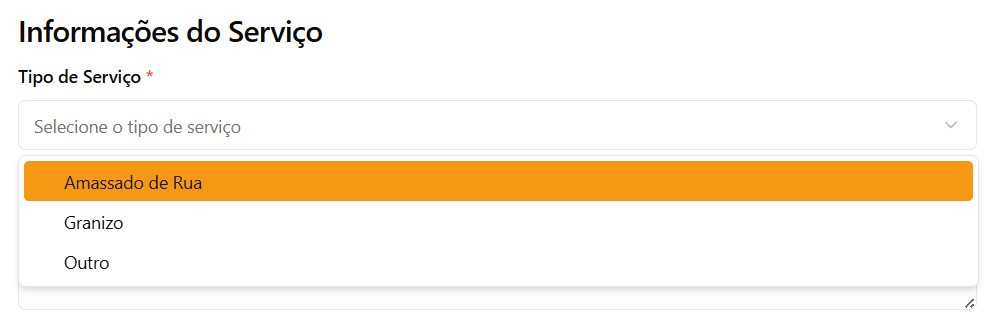 Informações do Serviço
Tipo de Serviço *
Selecione o tipo de serviço
Amassado de Rua
Granizo
Outro